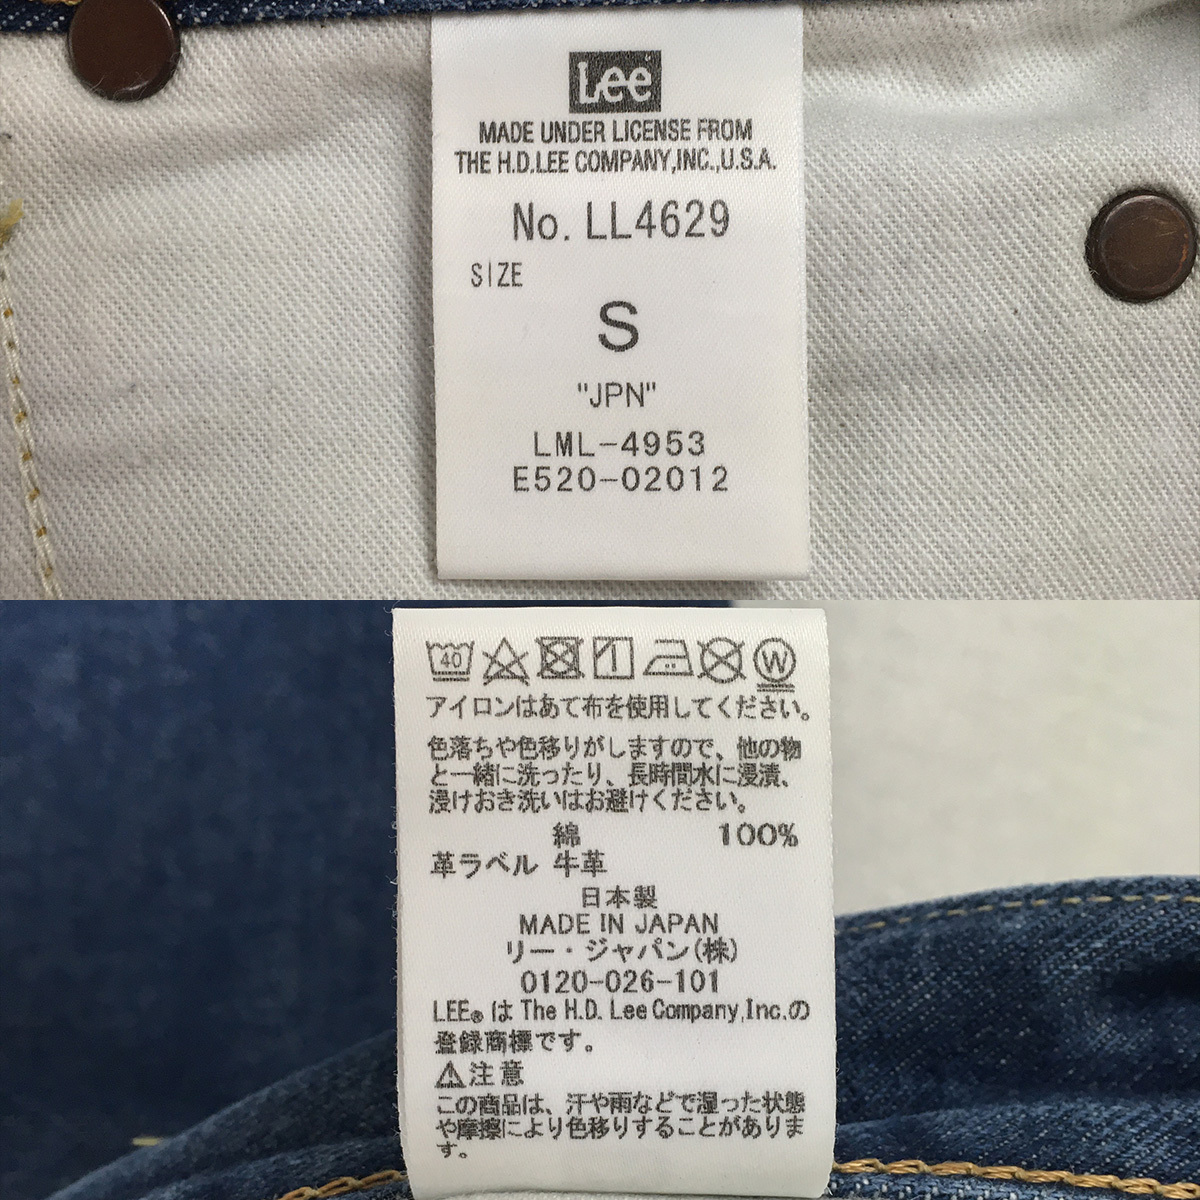 Lee
MADE UNDER LICENSE FROM
THE H.D.LEE COMPANY,INC.,U.S.A.
No. LL4629
SIZE
S
"JPN"
LML-4953
E520-02012
40
W
アイロンはあて布を使用してください。
色落ちや色移りがしますので、他の物
と一緒に洗ったり、長時間水に浸漬、
浸けおき洗いはお避けください。
綿 100%
革ラベル 牛革
日本製
MADE IN JAPAN
リー・ジャパン(株)
0120-026-101
LEE® は The H.D. Lee Company,Inc.の
登録商標です。
⚠注意
この商品は、汗や雨などで湿った状態
や摩擦により色移りすることがありま
す。